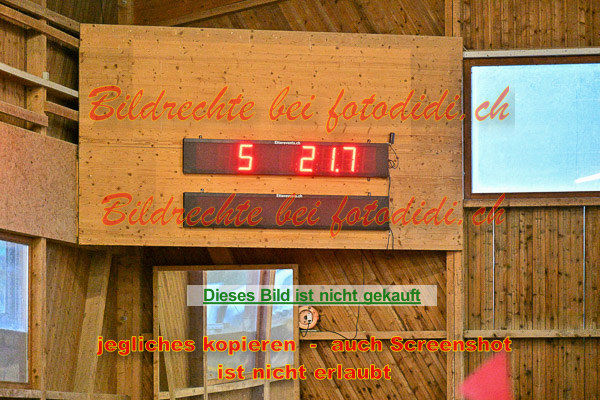 Bildrechte bei fotodidi.ch
S 21.7
Bildrechte bei fotodidi.ch
Dieses Bild ist nicht gekauft
jegliches kopieren - auch Screenshot
ist nicht erlaubt